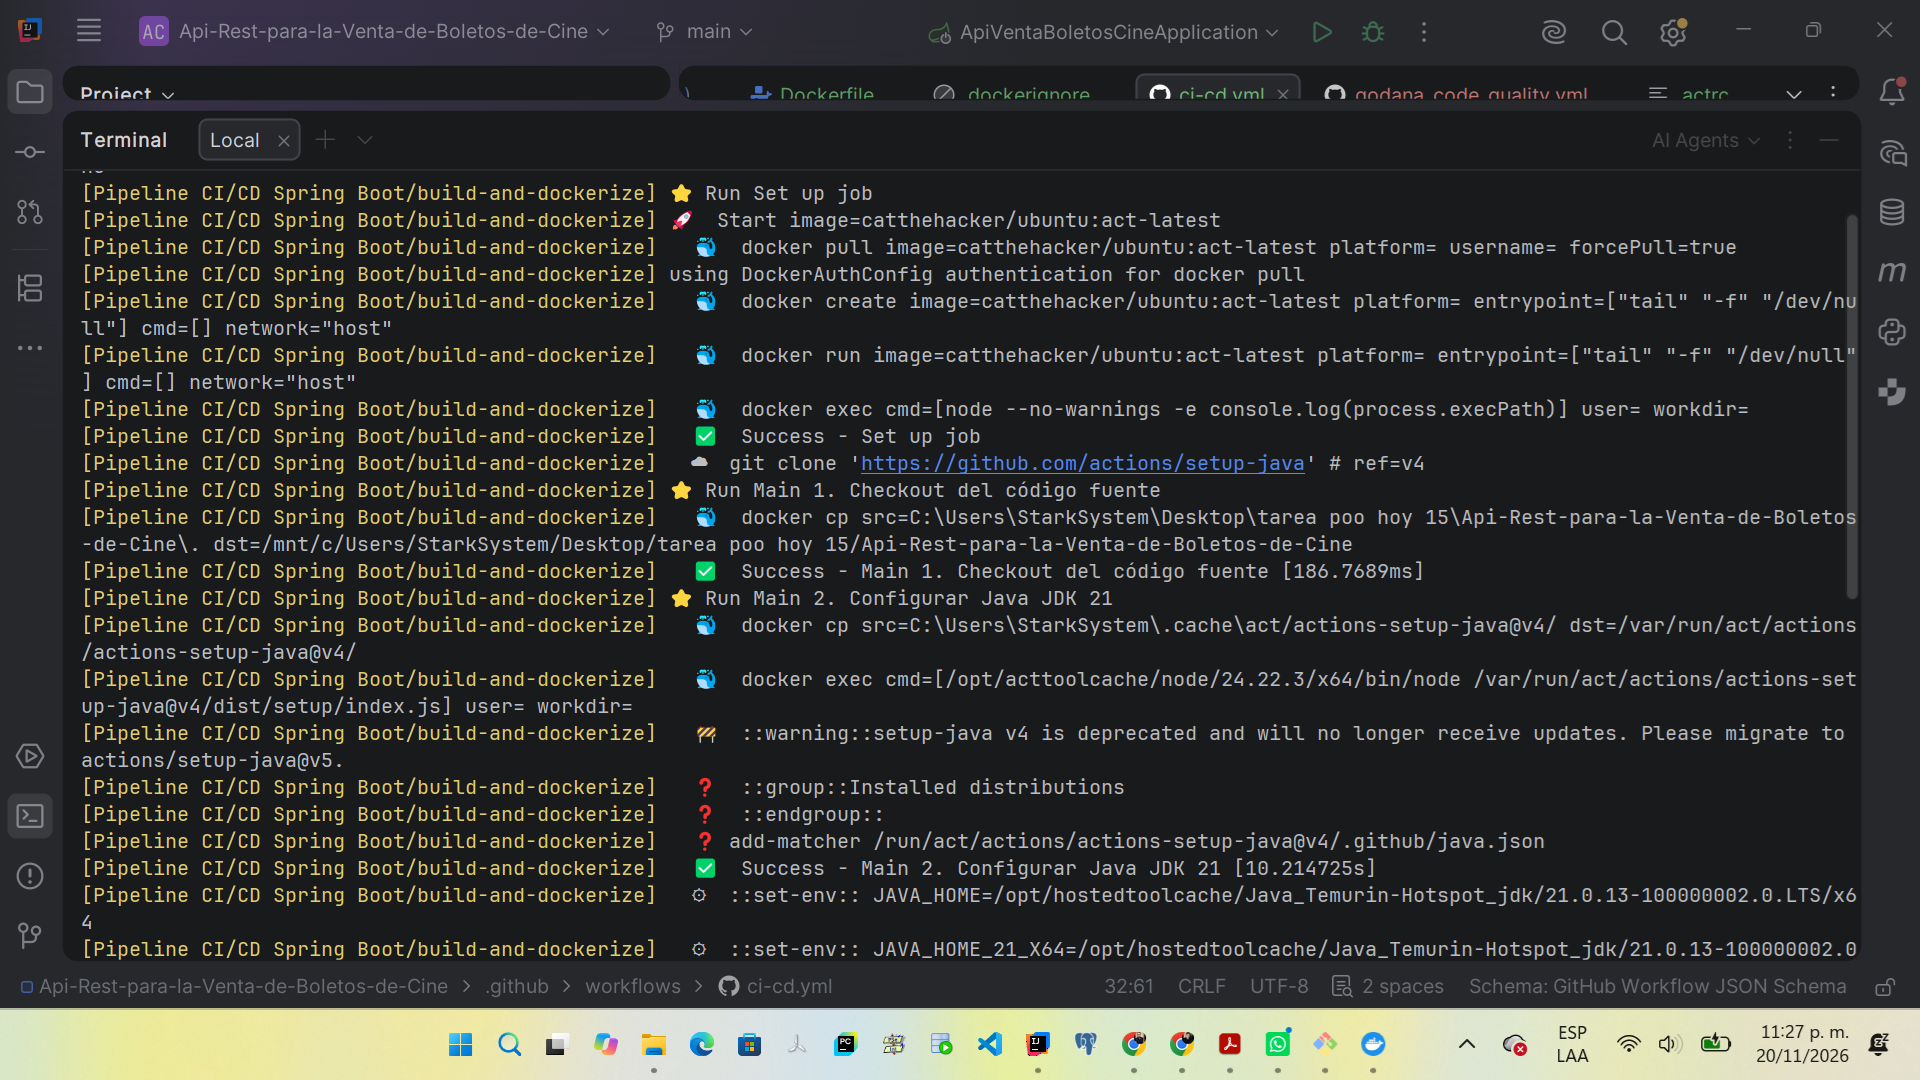 AC Api-Rest-para-la-Venta-de-Boletos-de-Cine main ApiVentaBoletosCineApplication
Project Dockerfile dockerignore ci-cd.yml qodana_code_quality.yml actrc
Terminal Local AI Agents
[Pipeline CI/CD Spring Boot/build-and-dockerize] ⭐ Run Set up job
[Pipeline CI/CD Spring Boot/build-and-dockerize] 🚀 Start image=catthehacker/ubuntu:act-latest
[Pipeline CI/CD Spring Boot/build-and-dockerize] 🐳 docker pull image=catthehacker/ubuntu:act-latest platform= username= forcePull=true
[Pipeline CI/CD Spring Boot/build-and-dockerize] using DockerAuthConfig authentication for docker pull
[Pipeline CI/CD Spring Boot/build-and-dockerize] 🐳 docker create image=catthehacker/ubuntu:act-latest platform= entrypoint=["tail" "-f" "/dev/nu
ll"] cmd=[] network="host"
[Pipeline CI/CD Spring Boot/build-and-dockerize] 🐳 docker run image=catthehacker/ubuntu:act-latest platform= entrypoint=["tail" "-f" "/dev/null"
] cmd=[] network="host"
[Pipeline CI/CD Spring Boot/build-and-dockerize] 🐳 docker exec cmd=[node --no-warnings -e console.log(process.execPath)] user= workdir=
[Pipeline CI/CD Spring Boot/build-and-dockerize] ✅ Success - Set up job
[Pipeline CI/CD Spring Boot/build-and-dockerize] ☁ git clone 'https://github.com/actions/setup-java' # ref=v4
[Pipeline CI/CD Spring Boot/build-and-dockerize] ⭐ Run Main 1. Checkout del código fuente
[Pipeline CI/CD Spring Boot/build-and-dockerize] 🐳 docker cp src=C:\Users\StarkSystem\Desktop\tarea poo hoy 15\Api-Rest-para-la-Venta-de-Boletos
-de-Cine\. dst=/mnt/c/Users/StarkSystem/Desktop/tarea poo hoy 15/Api-Rest-para-la-Venta-de-Boletos-de-Cine
[Pipeline CI/CD Spring Boot/build-and-dockerize] ✅ Success - Main 1. Checkout del código fuente [186.7689ms]
[Pipeline CI/CD Spring Boot/build-and-dockerize] ⭐ Run Main 2. Configurar Java JDK 21
[Pipeline CI/CD Spring Boot/build-and-dockerize] 🐳 docker cp src=C:\Users\StarkSystem\.cache\act/actions-setup-java@v4/ dst=/var/run/act/actions
/actions-setup-java@v4/
[Pipeline CI/CD Spring Boot/build-and-dockerize] 🐳 docker exec cmd=[/opt/acttoolcache/node/24.22.3/x64/bin/node /var/run/act/actions/actions-set
up-java@v4/dist/setup/index.js] user= workdir=
[Pipeline CI/CD Spring Boot/build-and-dockerize] 🚧 ::warning::setup-java v4 is deprecated and will no longer receive updates. Please migrate to
actions/setup-java@v5.
[Pipeline CI/CD Spring Boot/build-and-dockerize] ❓ ::group::Installed distributions
[Pipeline CI/CD Spring Boot/build-and-dockerize] ❓ ::endgroup::
[Pipeline CI/CD Spring Boot/build-and-dockerize] ❓ add-matcher /run/act/actions/actions-setup-java@v4/.github/java.json
[Pipeline CI/CD Spring Boot/build-and-dockerize] ✅ Success - Main 2. Configurar Java JDK 21 [10.214725s]
[Pipeline CI/CD Spring Boot/build-and-dockerize] ⚙ ::set-env:: JAVA_HOME=/opt/hostedtoolcache/Java_Temurin-Hotspot_jdk/21.0.13-100000002.0.LTS/x6
4
[Pipeline CI/CD Spring Boot/build-and-dockerize] ⚙ ::set-env:: JAVA_HOME_21_X64=/opt/hostedtoolcache/Java_Temurin-Hotspot_jdk/21.0.13-100000002.0
Api-Rest-para-la-Venta-de-Boletos-de-Cine > .github > workflows > ci-cd.yml 32:61 CRLF UTF-8 2 spaces Schema: GitHub Workflow JSON Schema
ESP 11:27 p. m.
LAA 20/11/2026